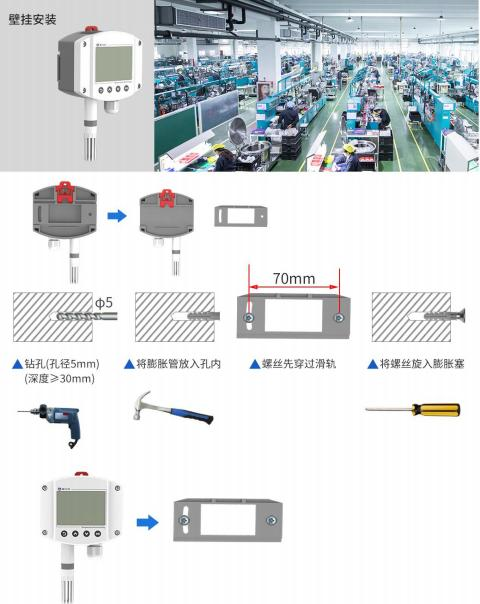 壁挂安装
70mm
ф5
▲钻孔(孔径5mm)
(深度≥30mm)
▲将膨胀管放入孔内
▲螺丝先穿过滑轨
▲将螺丝旋入膨胀塞